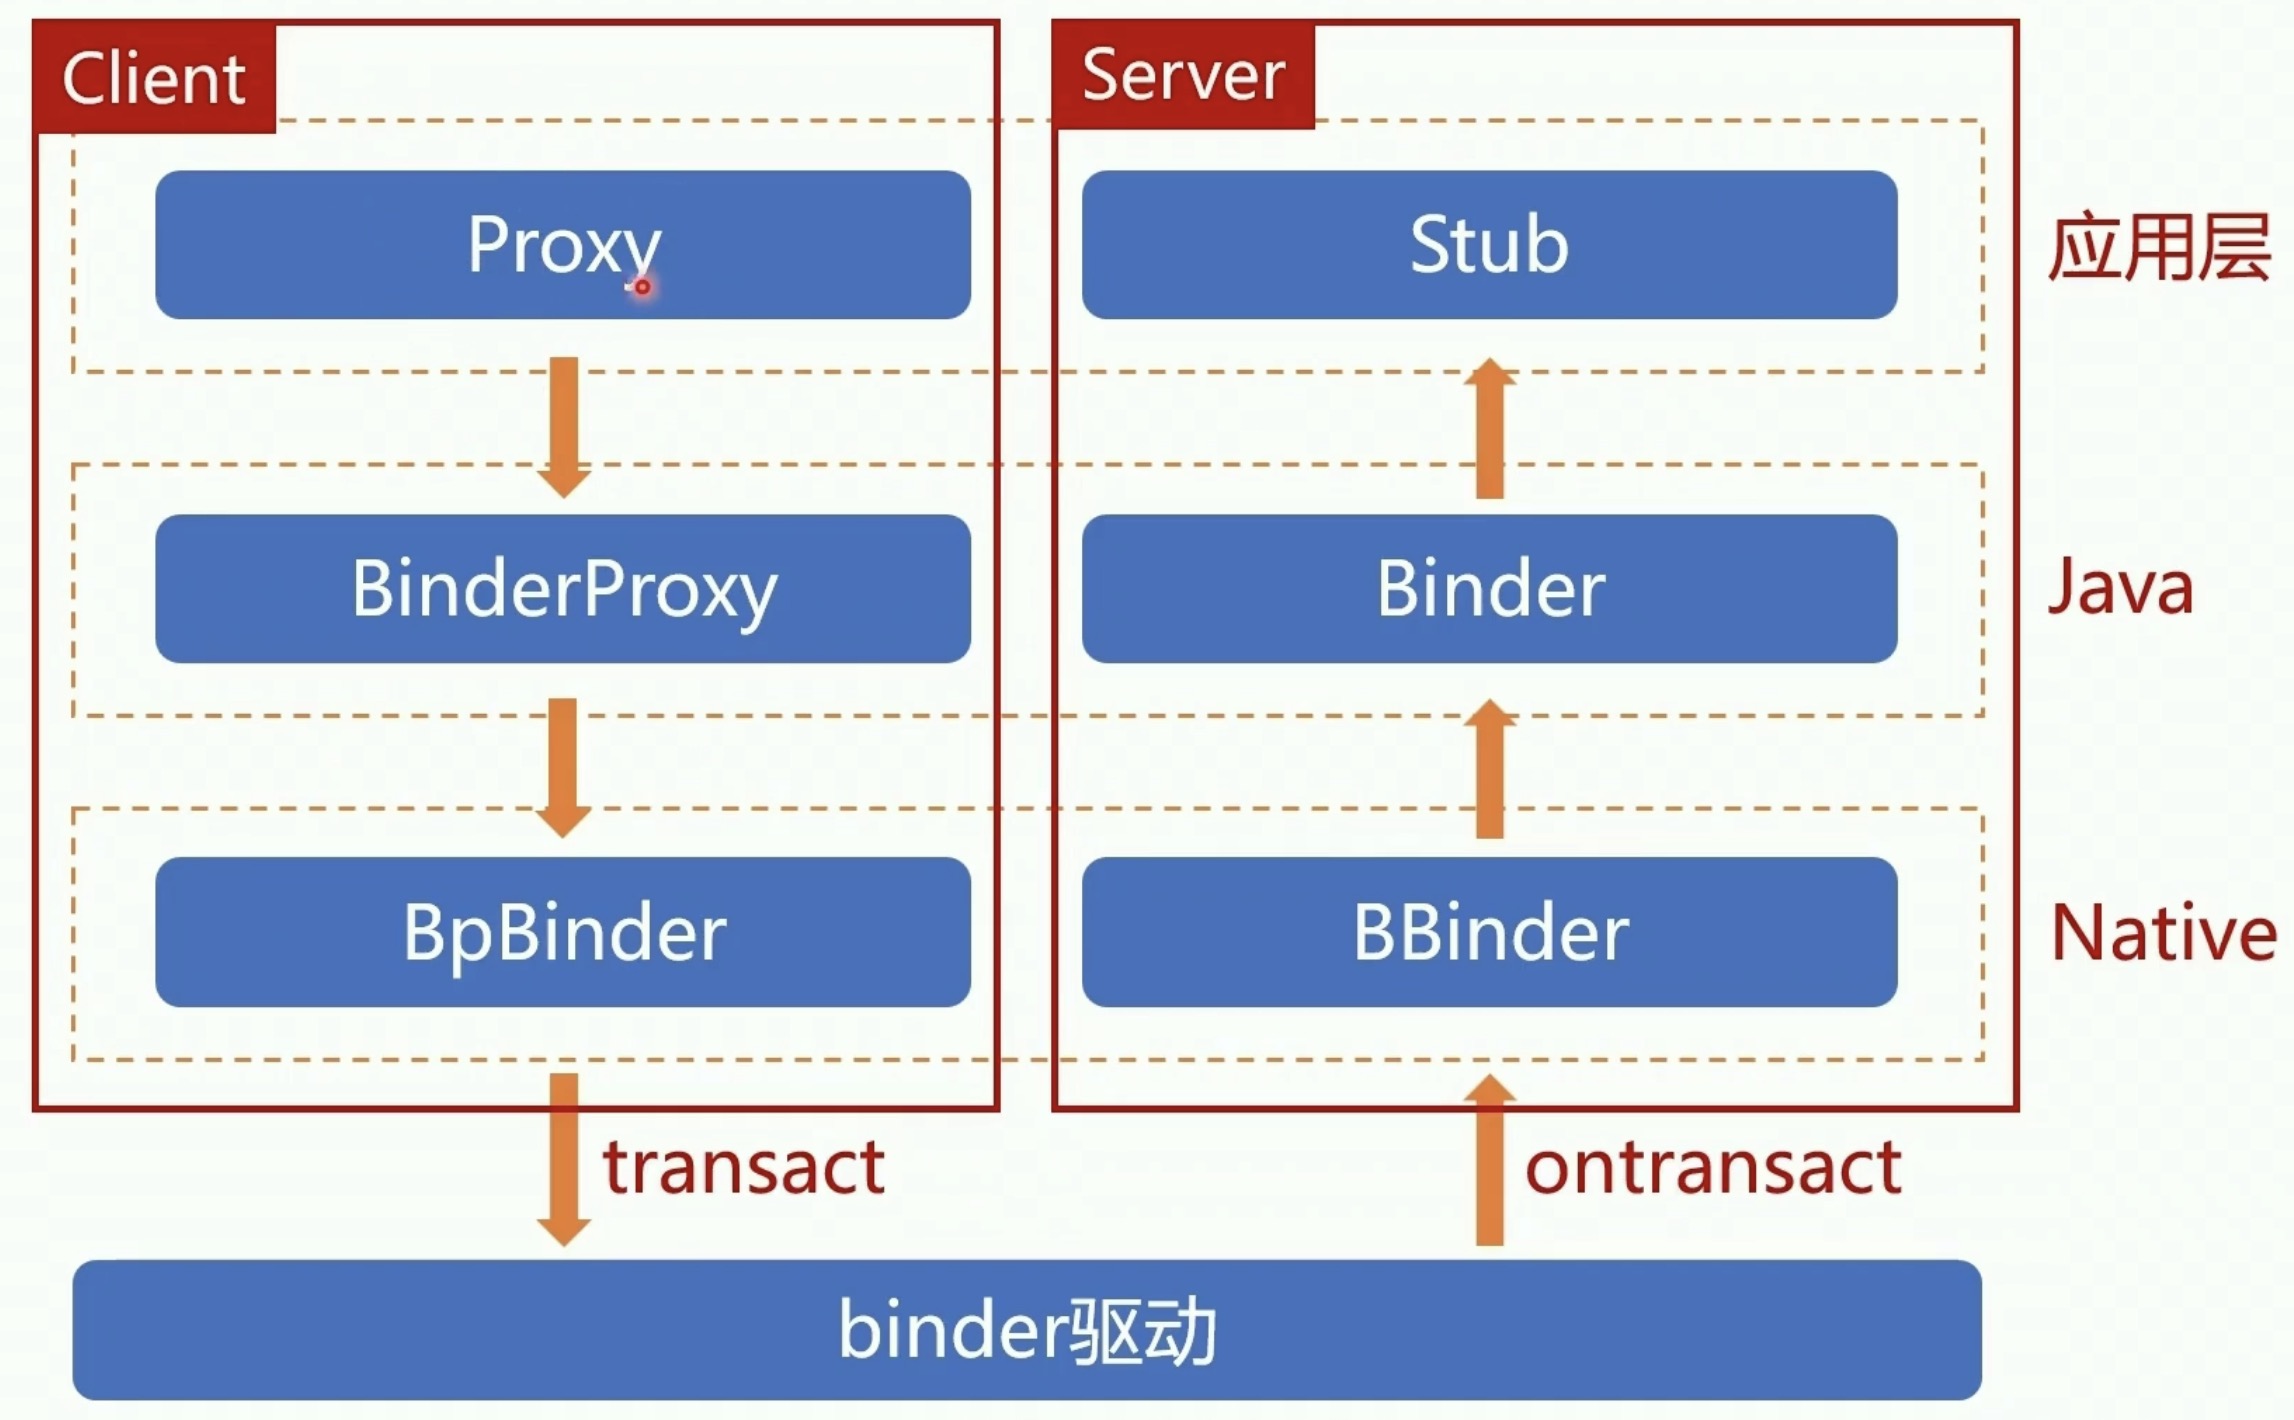 Client
Server
Proxy
Stub
应用层
BinderProxy
Binder
Java
BpBinder
BBinder
Native
transact
ontransact
binder驱动